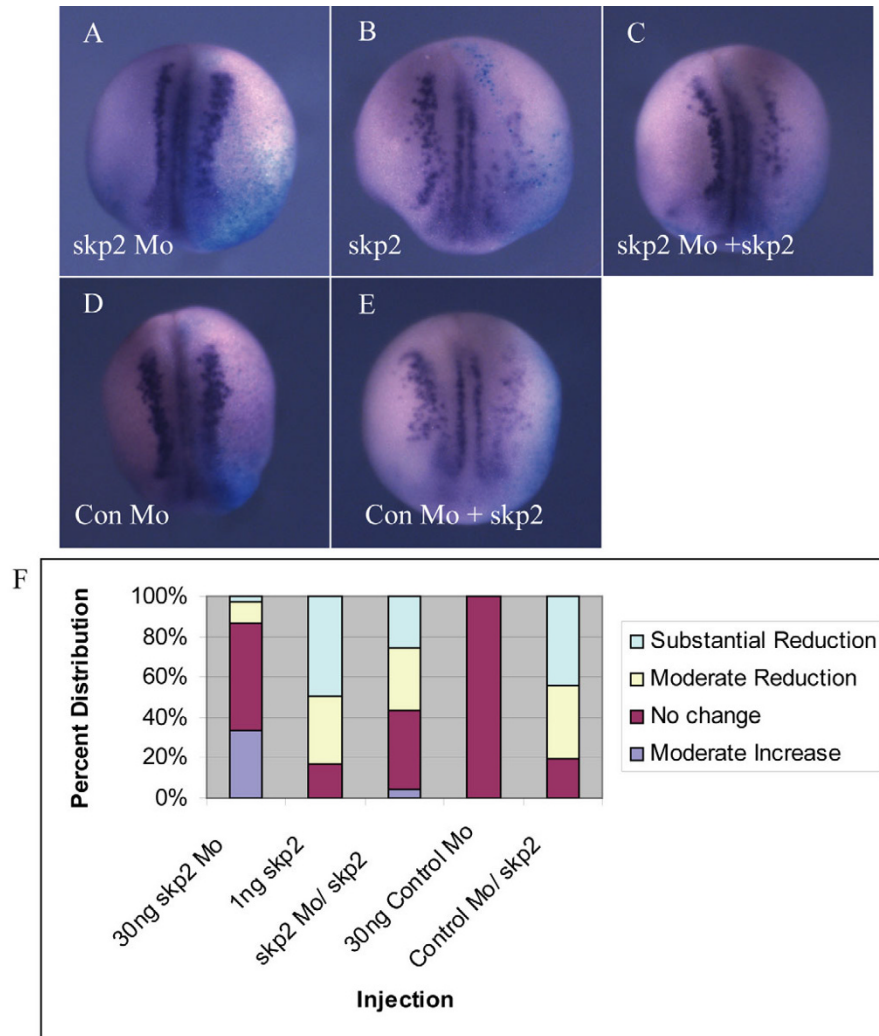 A
skp2 Mo
B
skp2
C
skp2 Mo +skp2
D
Con Mo
E
Con Mo + skp2
F
100%
80%
60%
40%
20%
0%
Percent Distribution
30ng skp2 Mo
1ng skp2
skp2 Mo/ skp2
30ng Control Mo
Control Mo/ skp2
Injection
Substantial Reduction
Moderate Reduction
No change
Moderate Increase